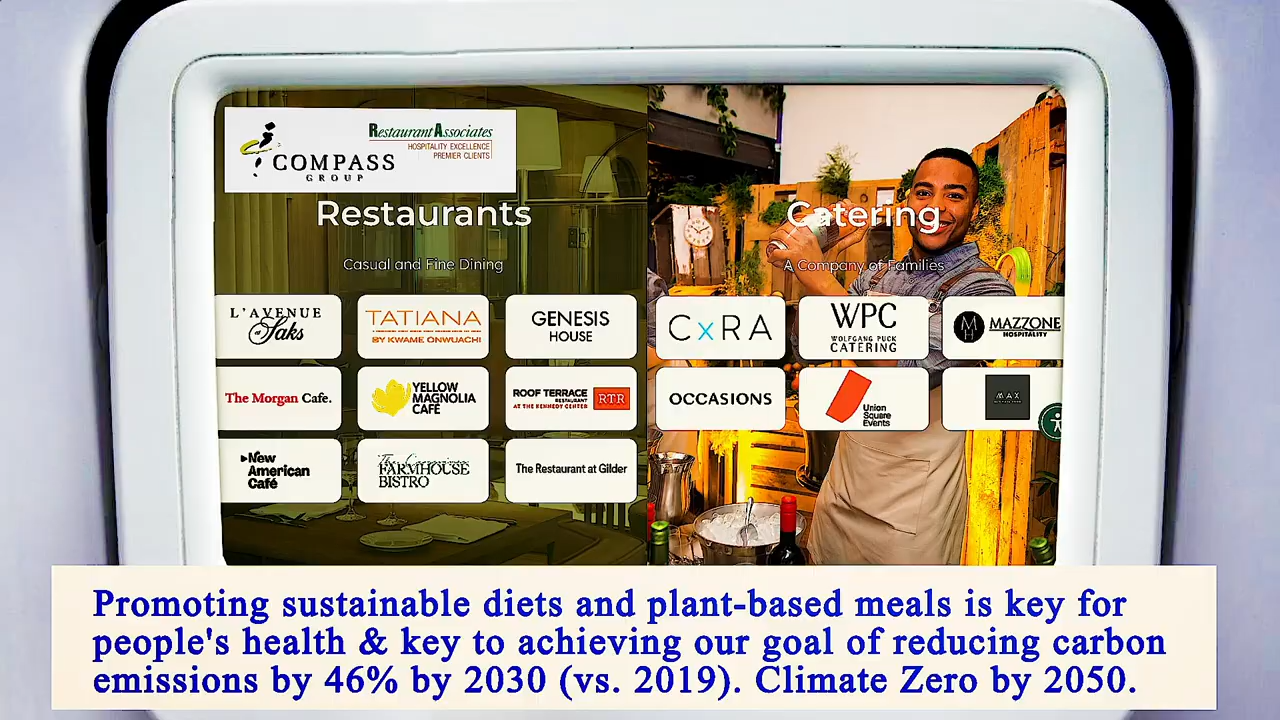 COMPASS
GROUP
Restaurant Associates
HOSPITALITY EXCELLENCE
PREMIER CLIENTS
Restaurants
Casual and Fine Dining
L'AVENUE
Saks
TATIANA
BY KWAME ONWUACHI
GENESIS
HOUSE
The Morgan Cafe.
YELLOW
MAGNOLIA
CAFÉ
ROOF TERRACE
RESTAURANT
AT THE KENNEDY CENTER
RTR
New
American
Café
FARMHOUSE
BISTRO
The Restaurant at Gilder
Catering
A Company of Families
CxRA
WPC
WOLFGANG PUCK
CATERING
MH
MAZZONE
HOSPITALITY
OCCASIONS
Union
Square
Events
MAX
Promoting sustainable diets and plant-based meals is key for
people's health & key to achieving our goal of reducing carbon
emissions by 46% by 2030 (vs. 2019). Climate Zero by 2050.